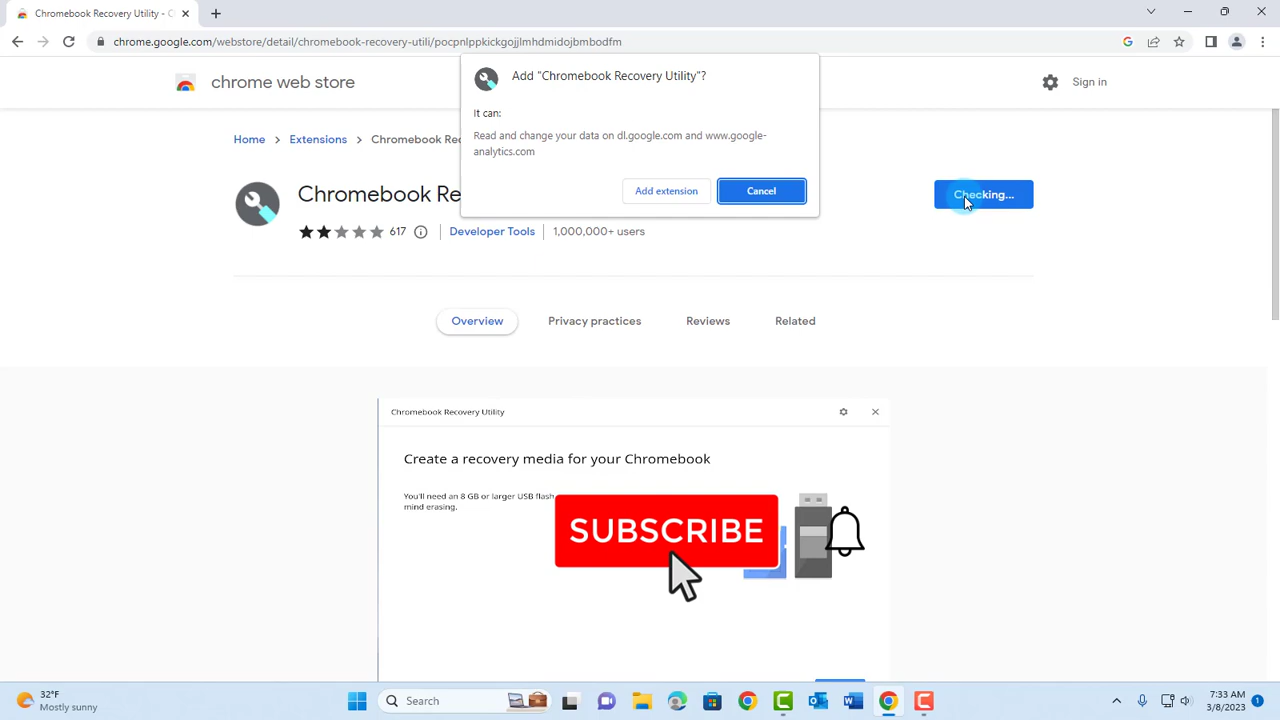 Chromebook Recovery Utility - C
chrome.google.com/webstore/detail/chromebook-recovery-utili/pocpnlppkickgojjlmhdmidojbmbodfm
chrome web store
Sign in
Add "Chromebook Recovery Utility"?
It can:
Read and change your data on dl.google.com and www.google-
analytics.com
Add extension
Cancel
Home
Extensions
Chromebook Rec
Chromebook Re
Checking...
617
Developer Tools
1,000,000+ users
Overview
Privacy practices
Reviews
Related
Chromebook Recovery Utility
Create a recovery media for your Chromebook
You'll need an 8 GB or larger USB flash
mind erasing.
SUBSCRIBE
32°F
Mostly sunny
Search
7:33 AM
3/8/2023
1